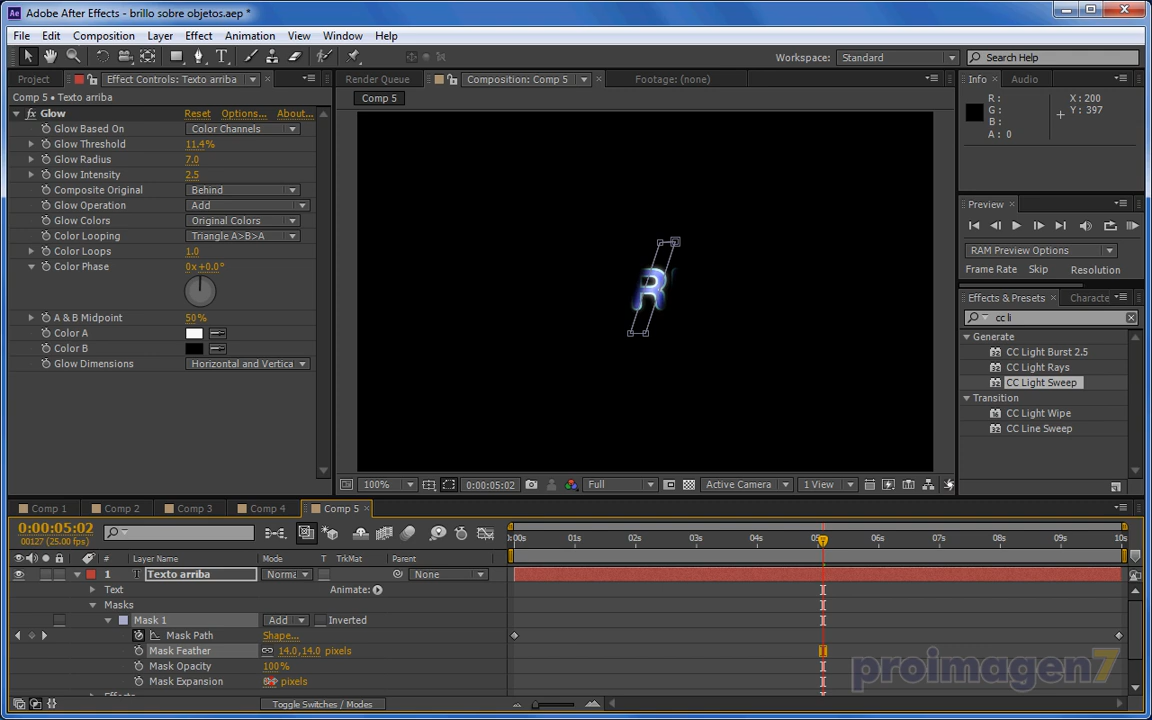 Adobe After Effects - brillo sobre objetos.aep *
File Edit Composition Layer Effect Animation View Window Help
Workspace: Standard Search Help
Project Effect Controls: Texto arriba
Render Queue Composition: Comp 5 Footage: (none)
Info Audio
Comp 5 • Texto arriba
Comp 5
fx Glow Reset Options... About...
Glow Based On Color Channels
Glow Threshold 11.4%
Glow Radius 7.0
Glow Intensity 2.5
Composite Original Behind
Glow Operation Add
Glow Colors Original Colors
Color Looping Triangle A>B>A
Color Loops 1.0
Color Phase 0x+0.0°
A & B Midpoint 50%
Color A
Color B
Glow Dimensions Horizontal and Vertica
R
R :
G :
B :
A : 0
X : 200
Y : 397
Preview
RAM Preview Options
Frame Rate Skip Resolution
Effects & Presets Characte
cc li
Generate
CC Light Burst 2.5
CC Light Rays
CC Light Sweep
Transition
CC Light Wipe
CC Line Sweep
100% 0:00:05:02 Full Active Camera 1 View
Comp 1 Comp 2 Comp 3 Comp 4 Comp 5
0:00:05:02
00127 (25.00 fps)
# Layer Name Mode T TrkMat Parent
1 T Texto arriba Norma None
Text Animate:
Masks
Mask 1 Add Inverted
Mask Path Shape...
Mask Feather 14.0,14.0 pixels
Mask Opacity 100%
Mask Expansion pixels
Toggle Switches / Modes
:00s 01s 02s 03s 04s 06s 07s 08s 09s 10s
proimagen7